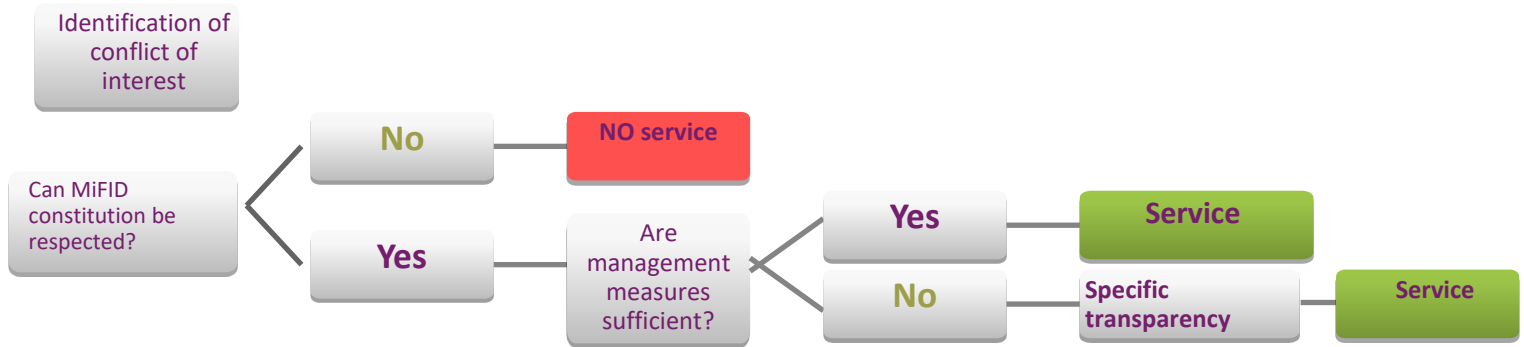 Identification of
conflict of
interest
Can MiFID
constitution be
respected?
No
NO service
Yes
Are
management
measures
sufficient?
Yes
Service
No
Specific
transparency
Service